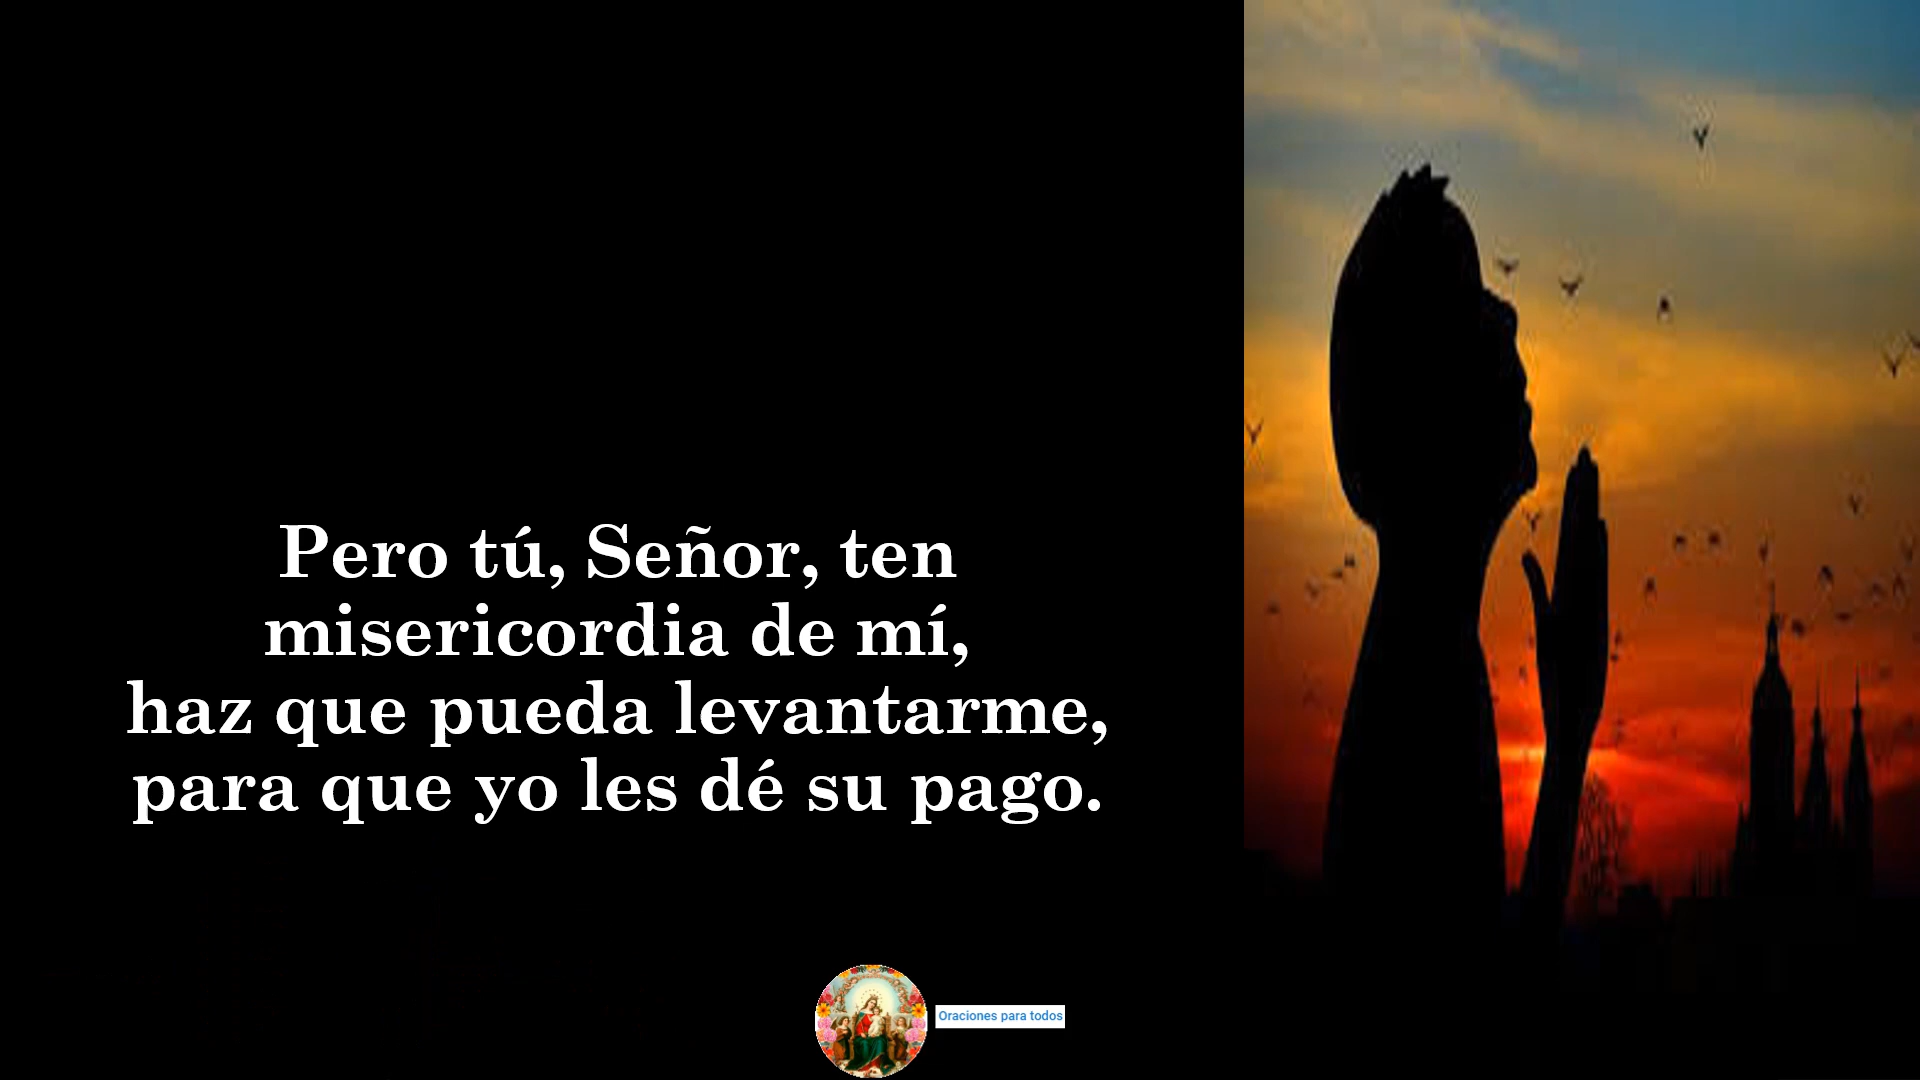 Pero tú, Señor, ten
misericordia de mí,
haz que pueda levantarme,
para que yo les dé su pago.
Oraciones para todos